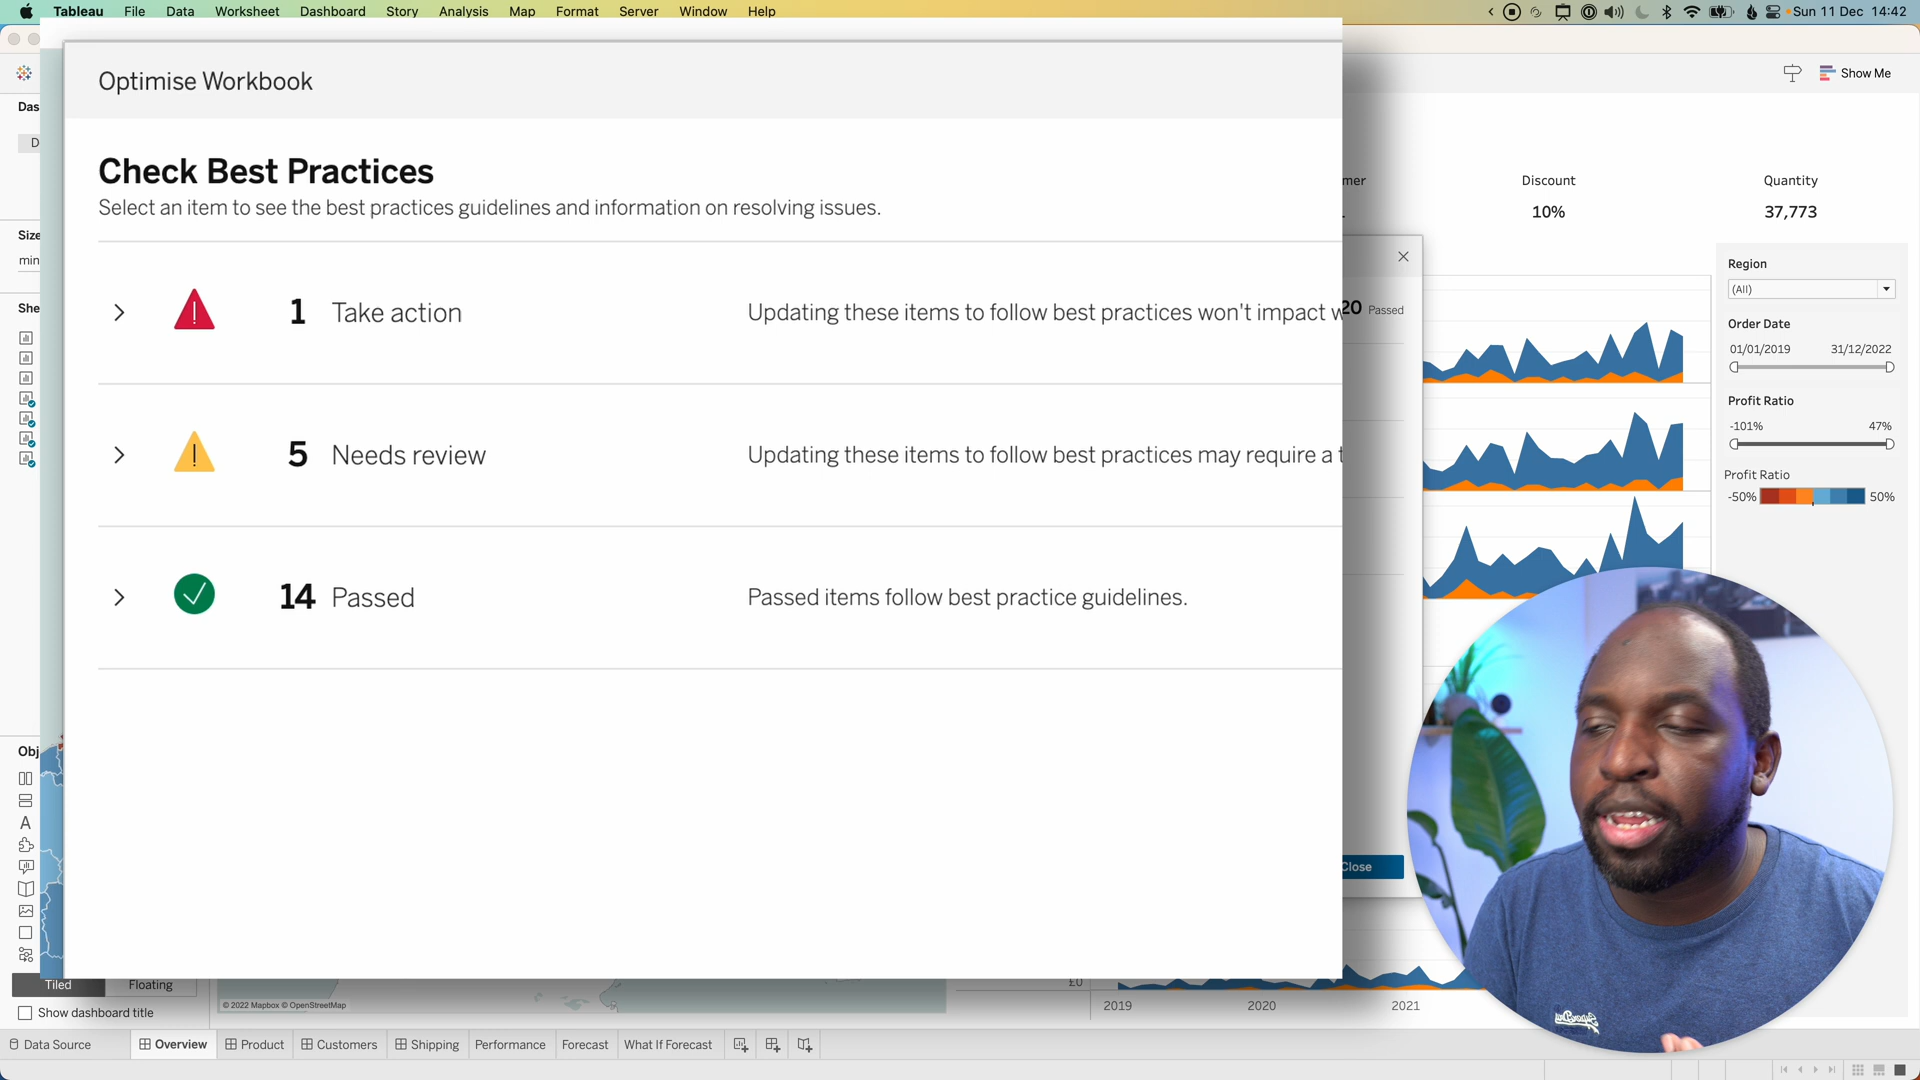 Tableau File Data Worksheet Dashboard Story Analysis Map Format Server Window Help
Sun 11 Dec 14:42
Optimise Workbook
Show Me
Das
D
Check Best Practices
Select an item to see the best practices guidelines and information on resolving issues.
mer
Discount
Quantity
10%
37,773
Size
min
She
Region
(All)
1 Take action
Updating these items to follow best practices won't impact w
20 Passed
Order Date
01/01/2019 31/12/2022
Profit Ratio
-101% 47%
5 Needs review
Updating these items to follow best practices may require a t
Profit Ratio
-50% 50%
14 Passed
Passed items follow best practice guidelines.
Obj
A
Close
Tiled Floating
£0
© 2022 Mapbox © OpenStreetMap
2019 2020 2021
Show dashboard title
Data Source Overview Product Customers Shipping Performance Forecast What If Forecast